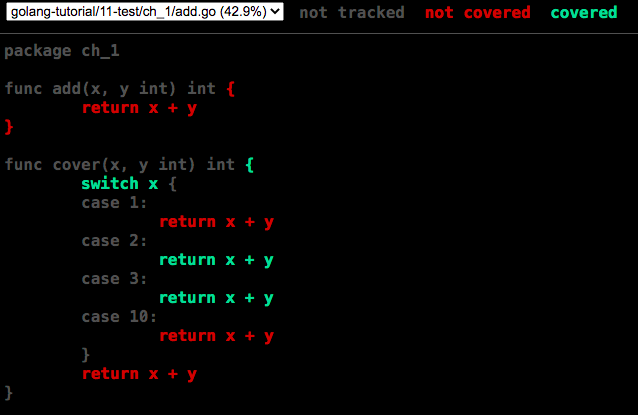 golang-tutorial/11-test/ch_1/add.go (42.9%) not tracked not covered covered
package ch_1
func add(x, y int) int {
return x + y
}
func cover(x, y int) int {
switch x {
case 1:
return x + y
case 2:
return x + y
case 3:
return x + y
case 10:
return x + y
}
return x + y
}